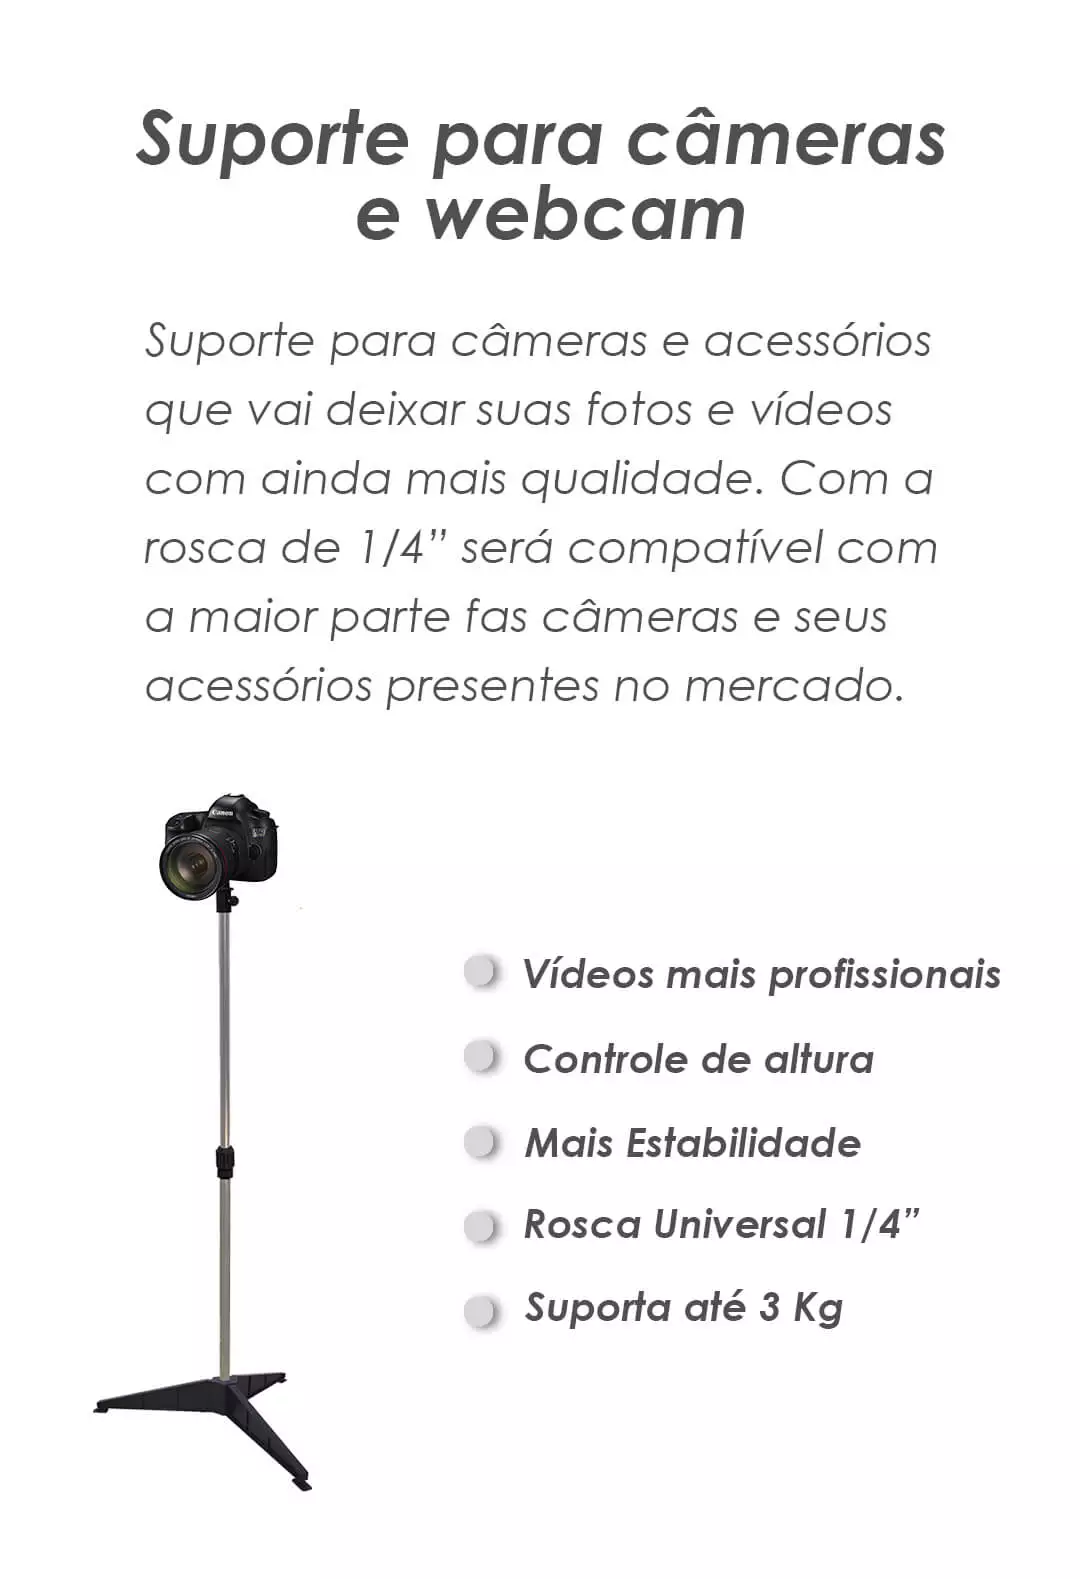 Suporte para câmeras
e webcam
Suporte para câmeras e acessórios
que vai deixar suas fotos e vídeos
com ainda mais qualidade. Com a
rosca de 1/4” será compatível com
a maior parte fas câmeras e seus
acessórios presentes no mercado.
Canon
Vídeos mais profissionais
Controle de altura
Mais Estabilidade
Rosca Universal 1/4”
Suporta até 3 Kg